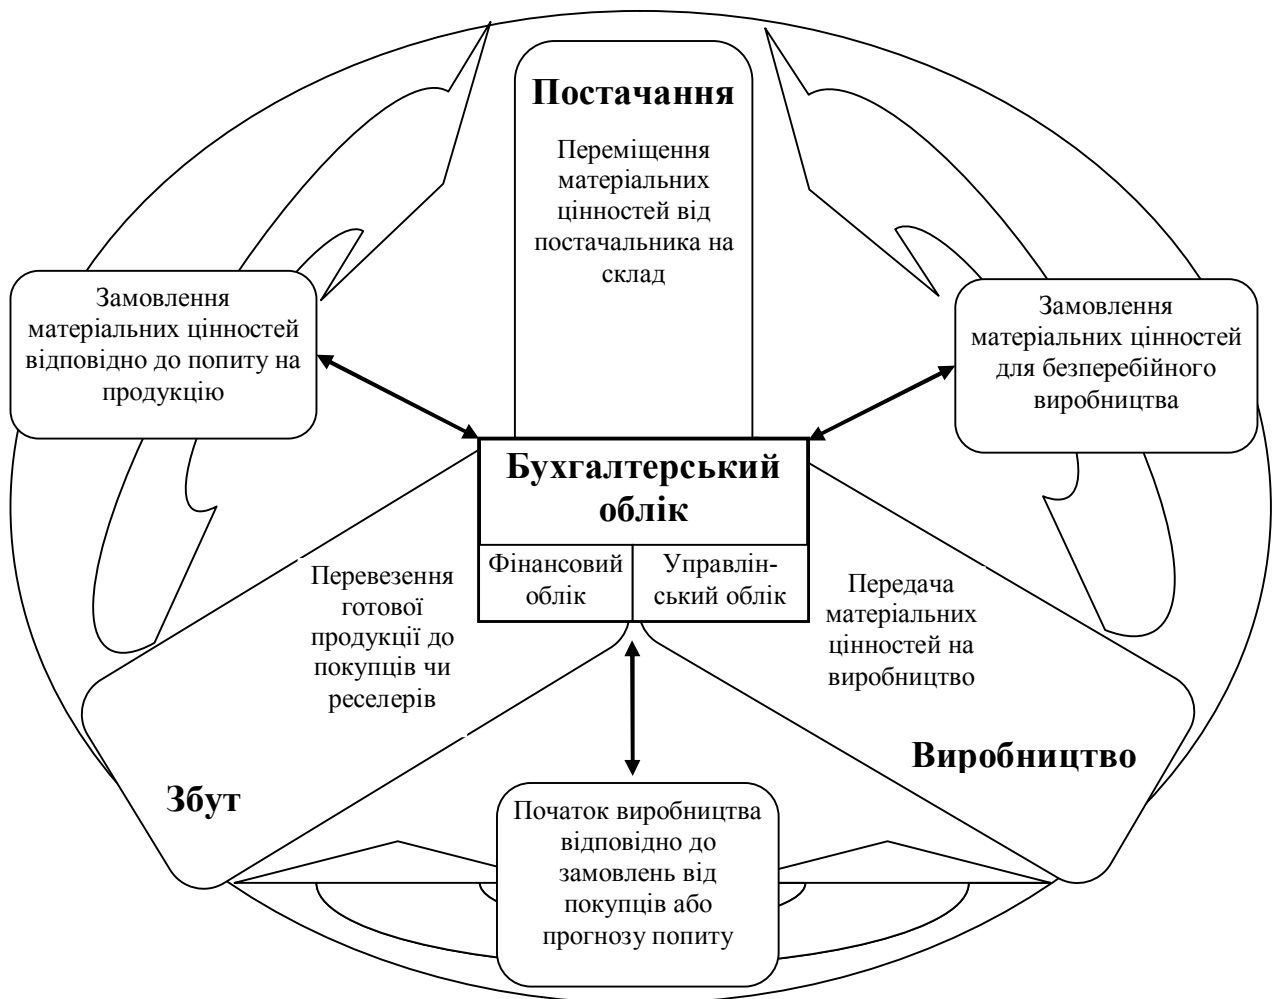 Постачання
Переміщення
матеріальних
цінностей від
постачальника на
склад
Замовлення
матеріальних цінностей
відповідно до попиту на
продукцію
Замовлення
матеріальних цінностей
для безперебійного
виробництва
Бухгалтерський
облік
Фінансовий
облік
Управлін-
ський облік
Перевезення
готової
продукції до
покупців чи
реселерів
Передача
матеріальних
цінностей на
виробництво
Збут
Виробництво
Початок виробництва
відповідно до
замовлень від
покупців або
прогнозу попиту